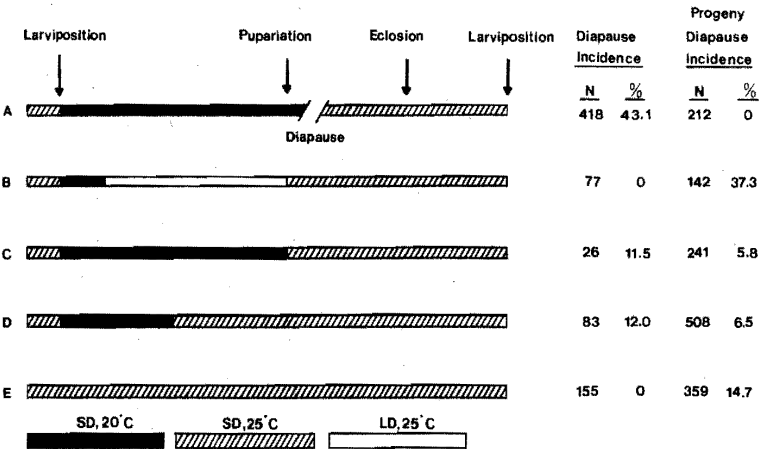 Progeny
Larviposition Pupariation Eclosion Larviposition Diapause Diapause
Incidence Incidence
N % N %
A 418 43.1 212 0
Diapause
B 77 0 142 37.3
C 26 11.5 241 5.8
D 83 12.0 508 6.5
E 155 0 359 14.7
SD, 20°C SD, 25°C LD, 25°C